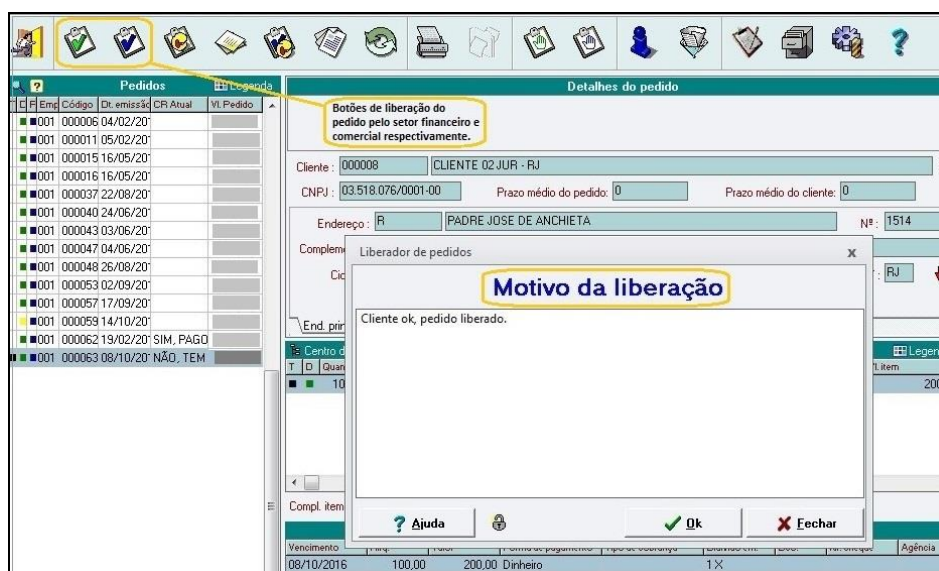 Pedidos
Legenda
D F Emp Código Dt. emissão CR Atual Vl. Pedido
001 000006 04/02/20
001 000011 05/02/20
001 000015 16/05/20
001 000016 16/05/20
001 000037 22/08/20
001 000040 24/06/20
001 000043 03/06/20
001 000047 04/06/20
001 000048 26/08/20
001 000053 02/09/20
001 000057 17/09/20
001 000059 14/10/20
001 000062 19/02/20 SIM, PAGO
001 000063 08/10/20 NÃO, TEM
Detalhes do pedido
Botões de liberação do
pedido pelo setor financeiro e
comercial respectivamente.
Cliente : 000008 CLIENTE 02 JUR - RJ
CNPJ : 03.518.076/0001-00 Prazo médio do pedido: 0 Prazo médio do cliente: 0
Endereço : R PADRE JOSE DE ANCHIETA Nº : 1514
Complem
Cid : RJ
End. prin
Liberador de pedidos x
Motivo da liberação
Cliente ok, pedido liberado.
? Ajuda Ok Fechar
Centro d Legen
T D Quan l. item
10 200
Compl. item
Vencimento Valor Forma de pagamento Agência
08/10/2016 100,00 200,00 Dinheiro 1X